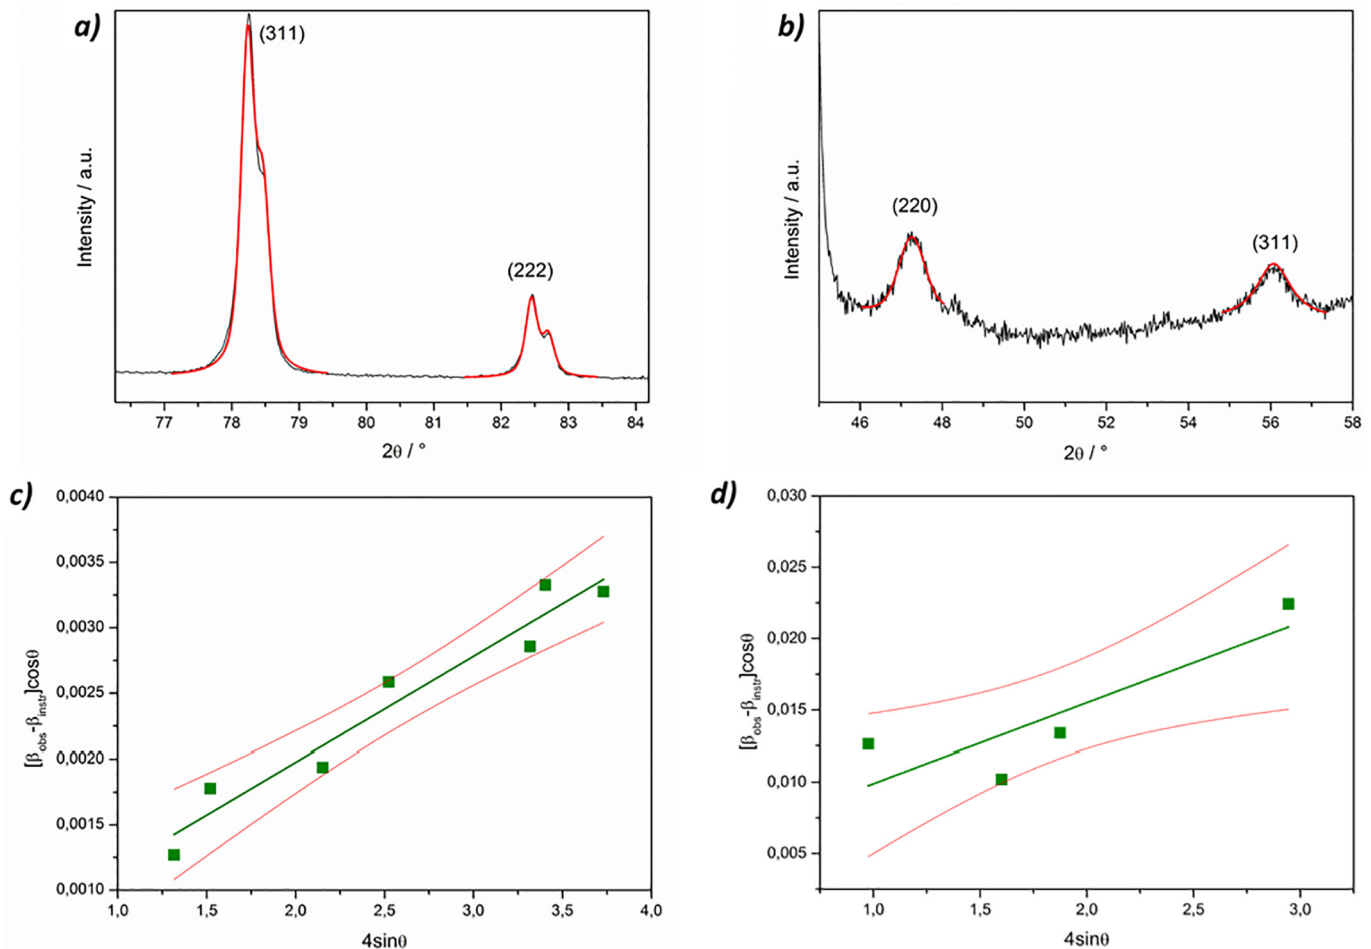 a)
(311)
(222)
Intensity / a.u.
77 78 79 80 81 82 83 84
2θ / °
b)
(220)
(311)
Intensity / a.u.
46 48 50 52 54 56 58
2θ / °
c)
0,0040
0,0035
0,0030
0,0025
0,0020
0,0015
0,0010
[βobs-βinstr]cosθ
1,0 1,5 2,0 2,5 3,0 3,5 4,0
4sinθ
d)
0,030
0,025
0,020
0,015
0,010
0,005
[βobs-βinstr]cosθ
1,0 1,5 2,0 2,5 3,0
4sinθ